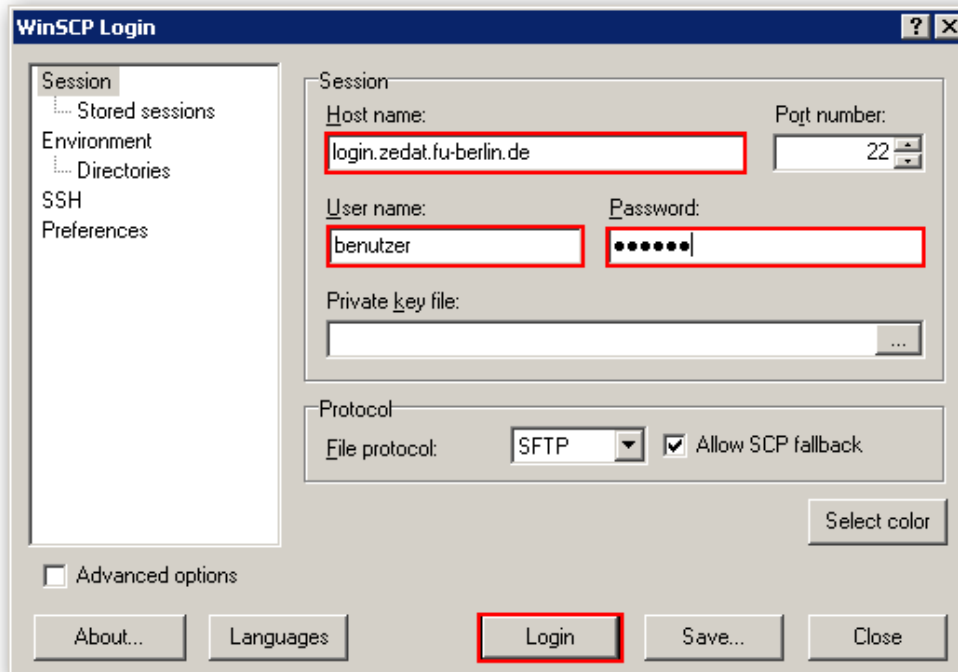 WinSCP Login
Session
Stored sessions
Environment
Directories
SSH
Preferences
Session
Host name: Port number:
login.zedat.fu-berlin.de 22
User name: Password:
benutzer ●●●●●●
Private key file:
...
Protocol
File protocol: SFTP Allow SCP fallback
Select color
Advanced options
About... Languages Login Save... Close